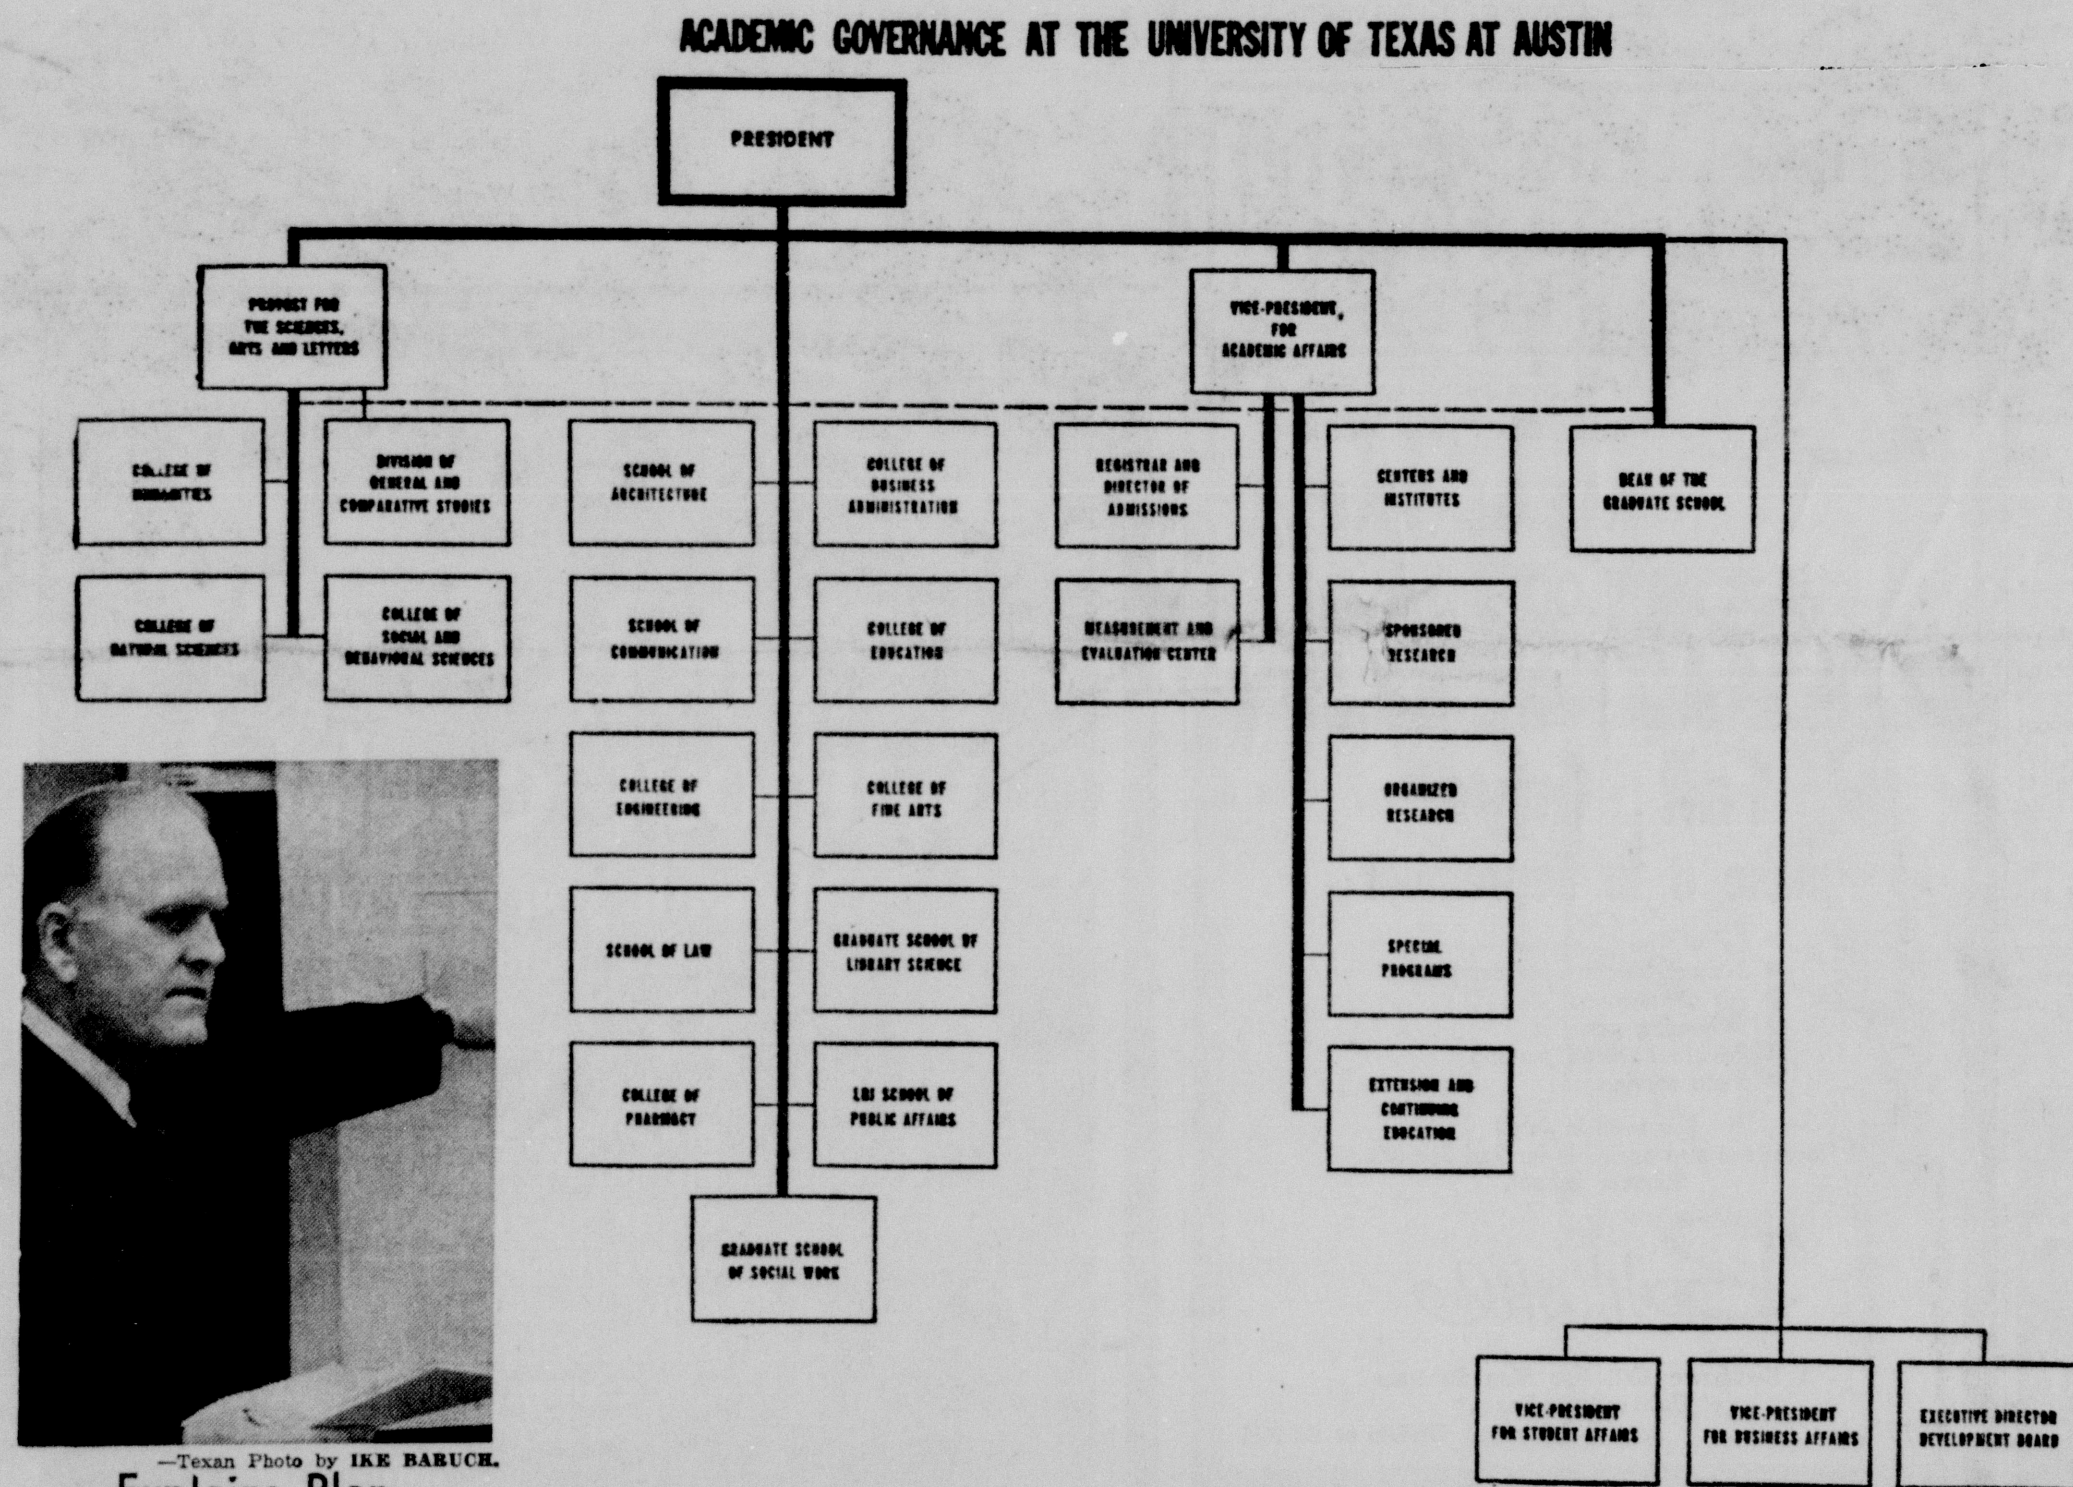 ACADEMIC GOVERNANCE AT THE UNIVERSITY OF TEXAS AT AUSTIN
PRESIDENT
PROVOST FOR
THE SCIENCES,
ARTS AND LETTERS
VICE-PRESIDENT,
FOR
ACADEMIC AFFAIRS
COLLEGE OF
HUMANITIES
DIVISION OF
GENERAL AND
COMPARATIVE STUDIES
SCHOOL OF
ARCHITECTURE
COLLEGE OF
BUSINESS
ADMINISTRATION
REGISTRAR AND
DIRECTOR OF
ADMISSIONS
CENTERS AND
INSTITUTES
DEAN OF THE
GRADUATE SCHOOL
COLLEGE OF
NATURAL SCIENCES
COLLEGE OF
SOCIAL AND
BEHAVIORAL SCIENCES
SCHOOL OF
COMMUNICATION
COLLEGE OF
EDUCATION
MEASUREMENT AND
EVALUATION CENTER
SPONSORED
RESEARCH
COLLEGE OF
ENGINEERING
COLLEGE OF
FINE ARTS
ORGANIZED
RESEARCH
SCHOOL OF LAW
GRADUATE SCHOOL OF
LIBRARY SCIENCE
SPECIAL
PROGRAMS
COLLEGE OF
PHARMACY
LBJ SCHOOL OF
PUBLIC AFFAIRS
EXTENSION AND
CONTINUING
EDUCATION
GRADUATE SCHOOL
OF SOCIAL WORK
VICE-PRESIDENT
FOR STUDENT AFFAIRS
VICE-PRESIDENT
FOR BUSINESS AFFAIRS
EXECUTIVE DIRECTOR
DEVELOPMENT BOARD
—Texan Photo by IKE BARUCH.
Explains Plan